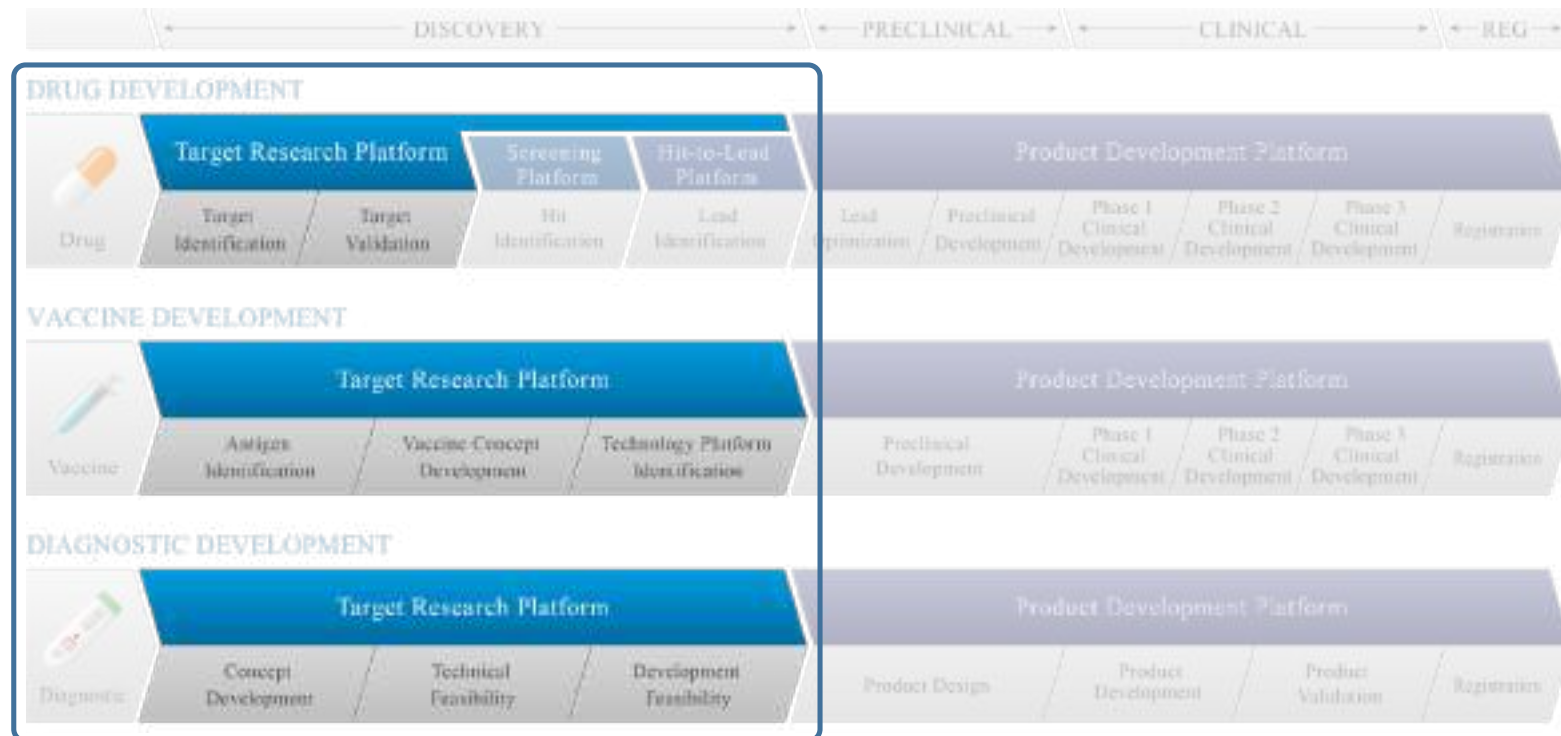 DISCOVERY PRECLINICAL CLINICAL REG
DRUG DEVELOPMENT
Target Research Platform
Screening Platform
Hit-to-Lead Platform
Product Development Platform
Drug
Target Identification
Target Validation
Hit Identification
Lead Identification
Lead Optimization
Preclinical Development
Phase 1 Clinical Development
Phase 2 Clinical Development
Phase 3 Clinical Development
Registration
VACCINE DEVELOPMENT
Target Research Platform
Product Development Platform
Vaccine
Antigen Identification
Vaccine Concept Development
Technology Platform Identification
Preclinical Development
Phase 1 Clinical Development
Phase 2 Clinical Development
Phase 3 Clinical Development
Registration
DIAGNOSTIC DEVELOPMENT
Target Research Platform
Product Development Platform
Diagnostic
Concept Development
Technical Feasibility
Development Feasibility
Product Design
Product Development
Product Validation
Registration